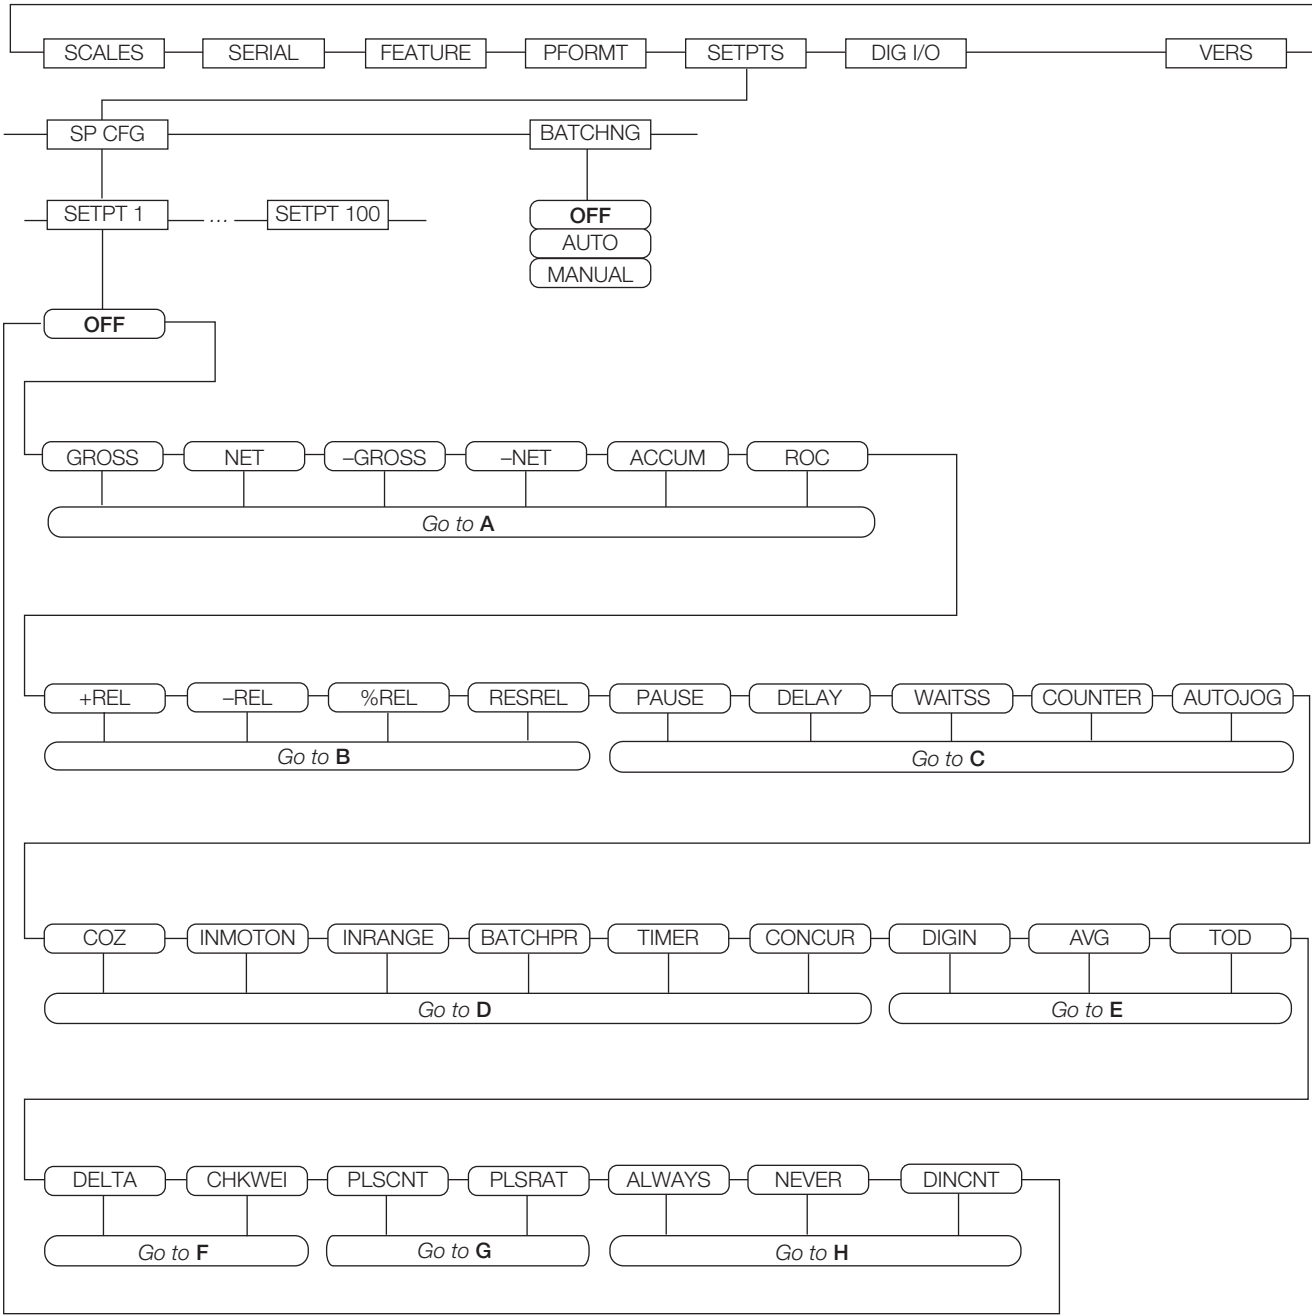 SCALES SERIAL FEATURE PFORMT SETPTS DIG I/O VERS
SP CFG BATCHNG
SETPT 1 ... SETPT 100 OFF
AUTO
MANUAL
OFF
GROSS NET –GROSS –NET ACCUM ROC
Go to A
+REL –REL %REL RESREL PAUSE DELAY WAITSS COUNTER AUTOJOG
Go to B Go to C
COZ INMOTON INRANGE BATCHPR TIMER CONCUR DIGIN AVG TOD
Go to D Go to E
DELTA CHKWEI PLSCNT PLSRAT ALWAYS NEVER DINCNT
Go to F Go to G Go to H